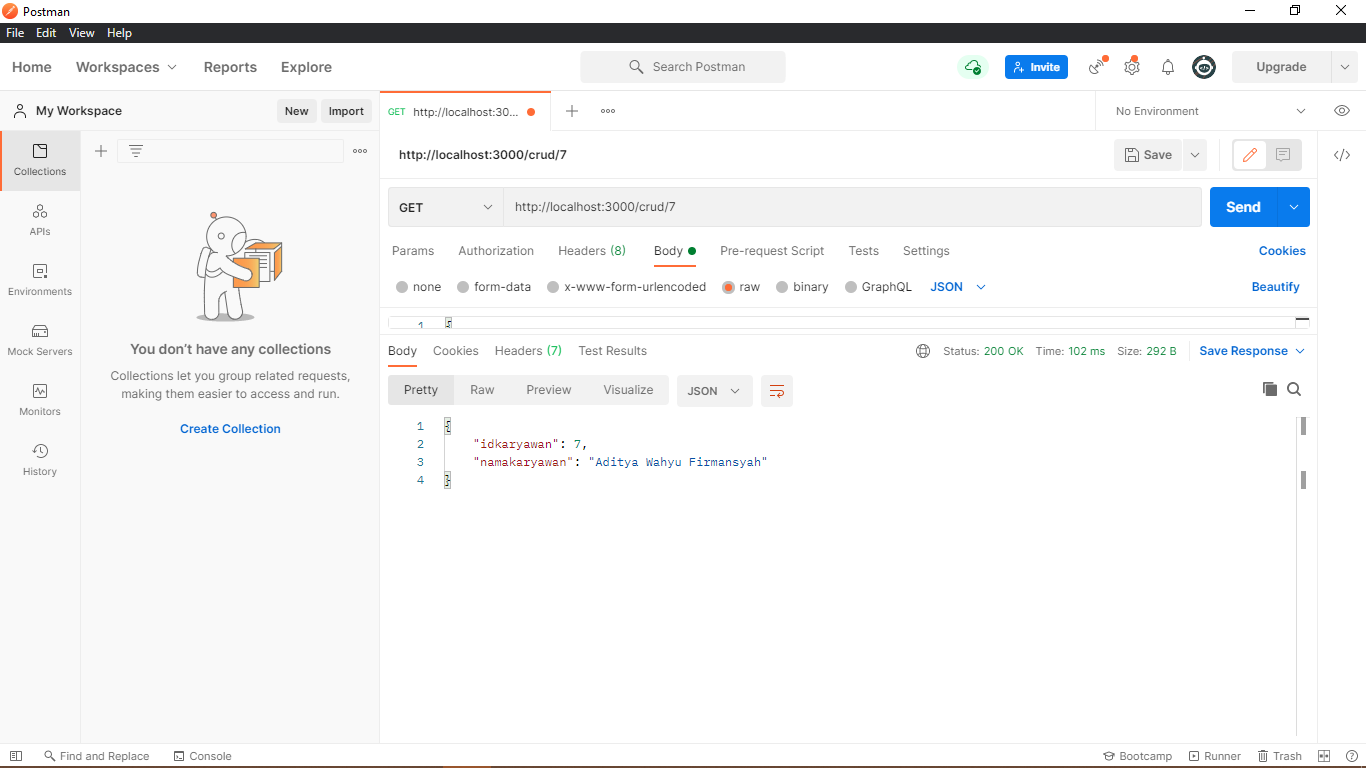 Postman
File Edit View Help
Home Workspaces Reports Explore Search Postman Invite Upgrade
My Workspace New Import GET http://localhost:30... No Environment
Collections
APIs
Environments
Mock Servers
Monitors
History
You don't have any collections
Collections let you group related requests,
making them easier to access and run.
Create Collection
http://localhost:3000/crud/7 Save
GET http://localhost:3000/crud/7 Send
Params Authorization Headers (8) Body Pre-request Script Tests Settings Cookies
none form-data x-www-form-urlencoded raw binary GraphQL JSON Beautify
1 {
Body Cookies Headers (7) Test Results Status: 200 OK Time: 102 ms Size: 292 B Save Response
Pretty Raw Preview Visualize JSON
1 {
2 "idkaryawan": 7,
3 "namakaryawan": "Aditya Wahyu Firmansyah"
4 }
Find and Replace Console Bootcamp Runner Trash